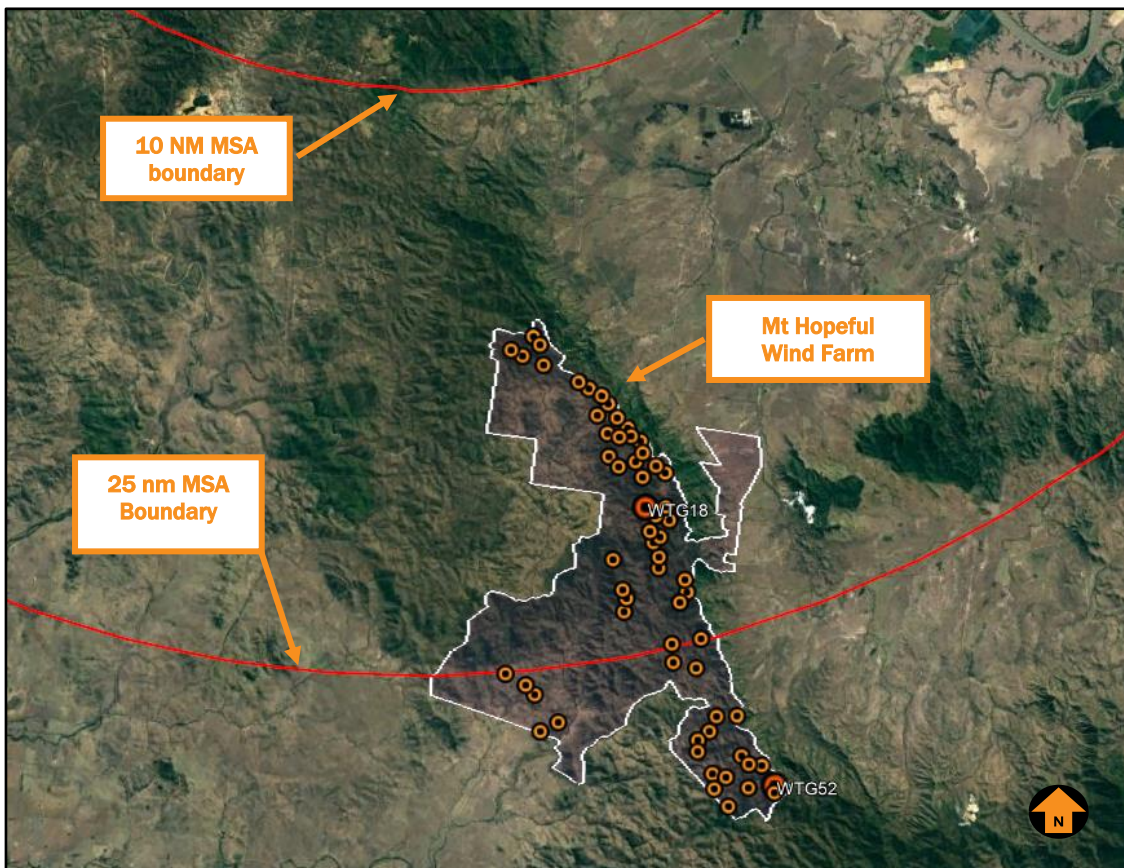 10 NM MSA
boundary
Mt Hopeful
Wind Farm
25 nm MSA
Boundary
WTG18
WTG52
N